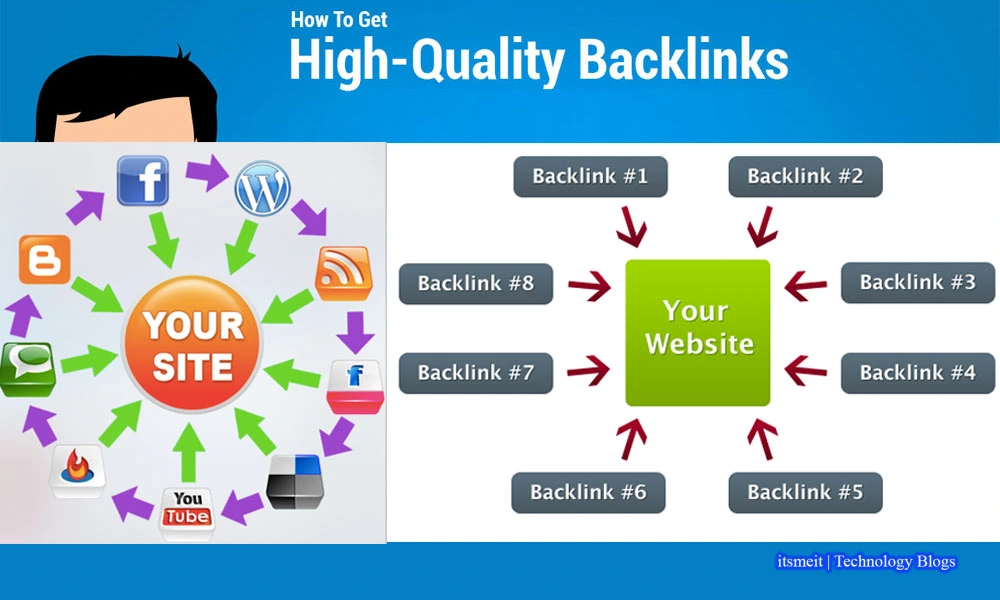 How To Get
High-Quality Backlinks
f
W
B
f
YOUR
SITE
You
Tube
Backlink #1
Backlink #2
Backlink #8
Backlink #3
Your
Website
Backlink #7
Backlink #4
Backlink #6
Backlink #5
itsmeit | Technology Blogs